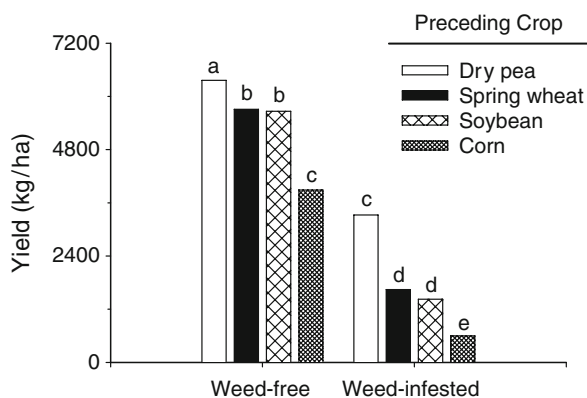 Preceding Crop
Dry pea
Spring wheat
Soybean
Corn
Yield (kg/ha)
7200
4800
2400
0
a
b
b
c
c
d
d
e
Weed-free
Weed-infested